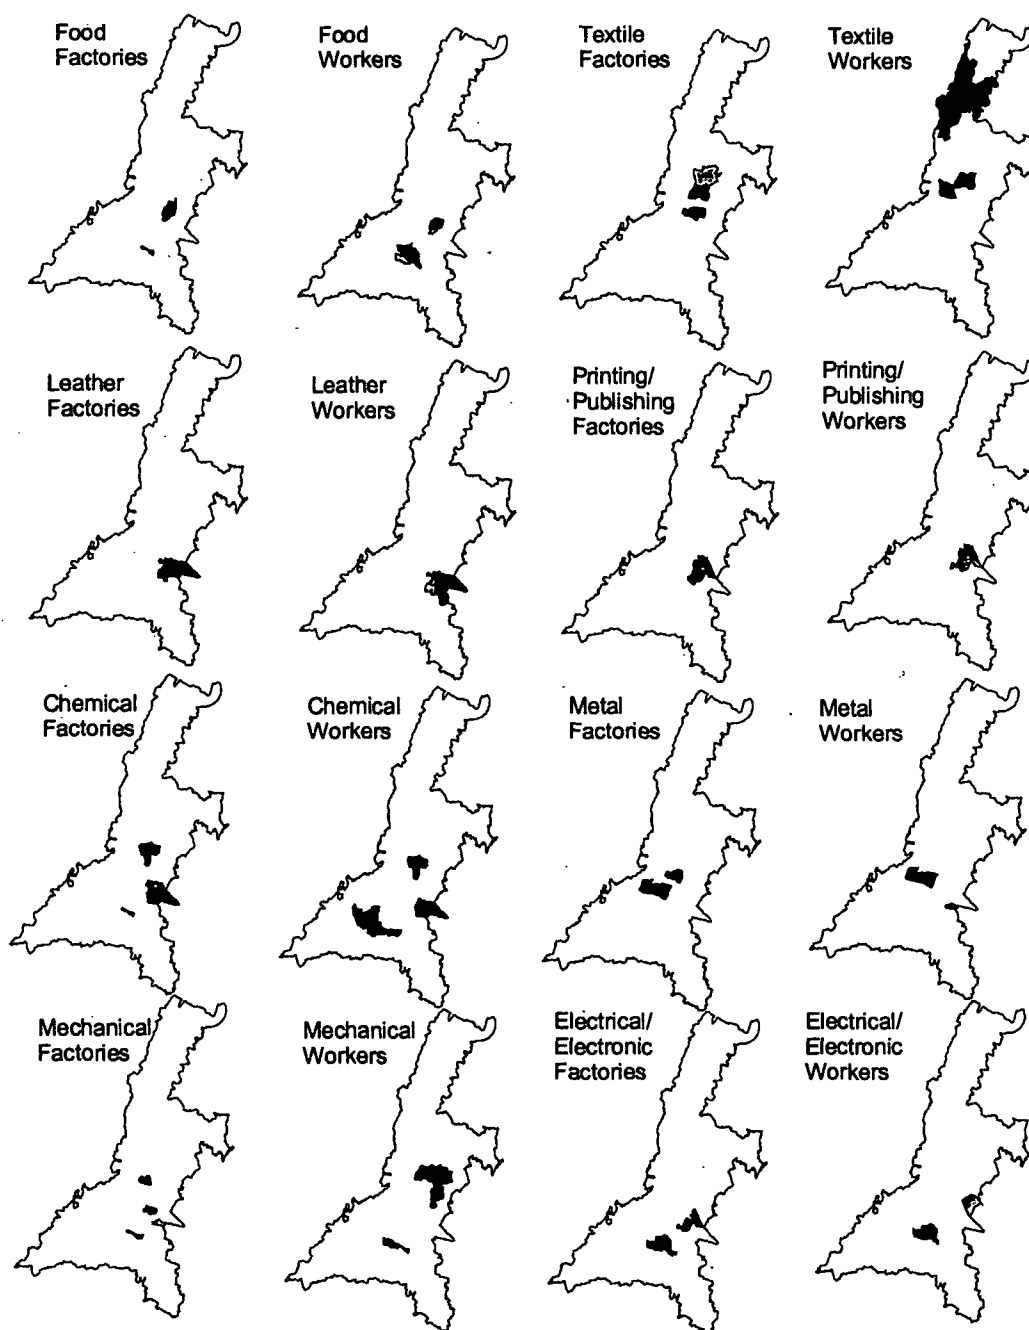 Food
Factories
Food
Workers
Textile
Factories
Textile
Workers
Leather
Factories
Leather
Workers
Printing/
Publishing
Factories
Printing/
Publishing
Workers
Chemical
Factories
Chemical
Workers
Metal
Factories
Metal
Workers
Mechanical
Factories
Mechanical
Workers
Electrical/
Electronic
Factories
Electrical/
Electronic
Workers